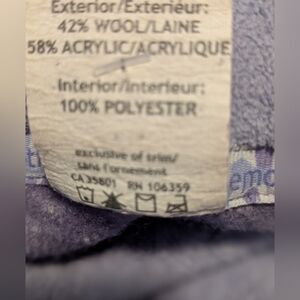 Exterior/Extérieur:
42% WOOL/LAINE
58% ACRYLIC/ACRYLIQUE
Interior/Interieur:
100% POLYESTER
exclusive of trim/
sans l'ornement
CA 35801 RN 106359